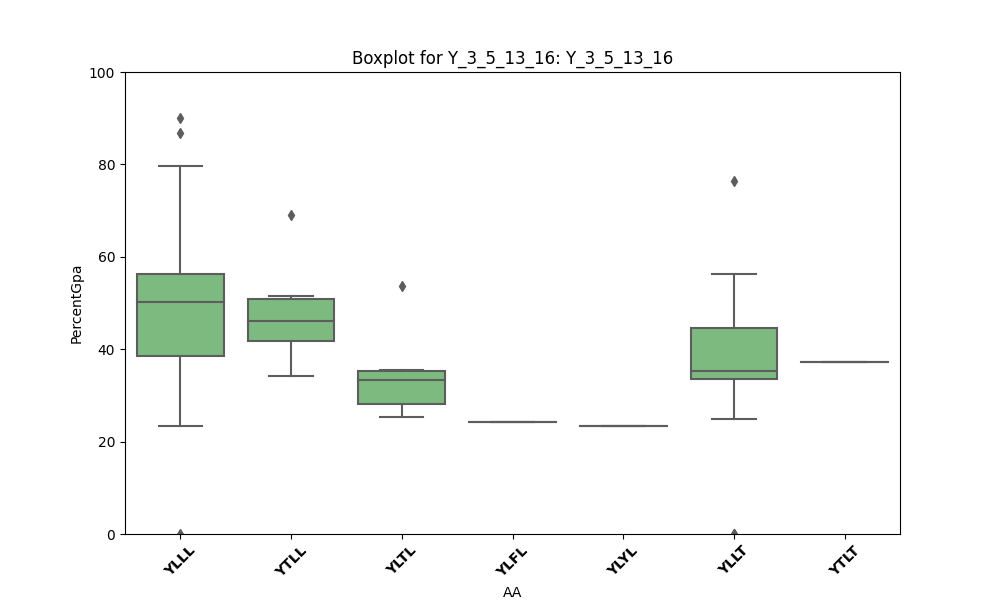 Boxplot for Y_3_5_13_16: Y_3_5_13_16
100
80
60
40
20
0
PercentGpa
YLLL
YTLL
YLTL
YLFL
YLYL
YLLT
YTLT
AA